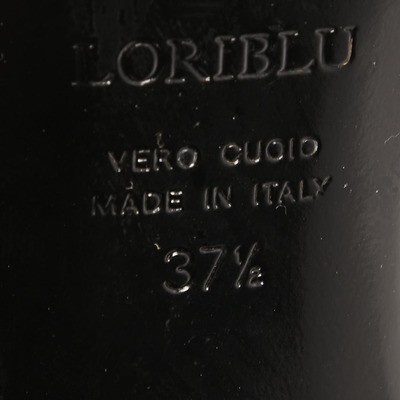 LORIBLU
VERO CUOIO
MADE IN ITALY
37½